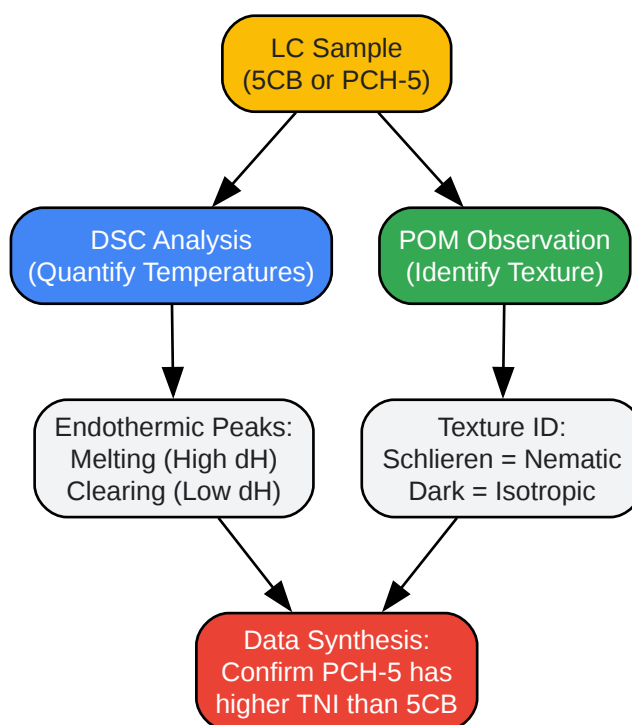 LC Sample
(5CB or PCH-5)
DSC Analysis
(Quantify Temperatures)
POM Observation
(Identify Texture)
Endothermic Peaks:
Melting (High dH)
Clearing (Low dH)
Texture ID:
Schlieren = Nematic
Dark = Isotropic
Data Synthesis:
Confirm PCH-5 has
higher TNI than 5CB